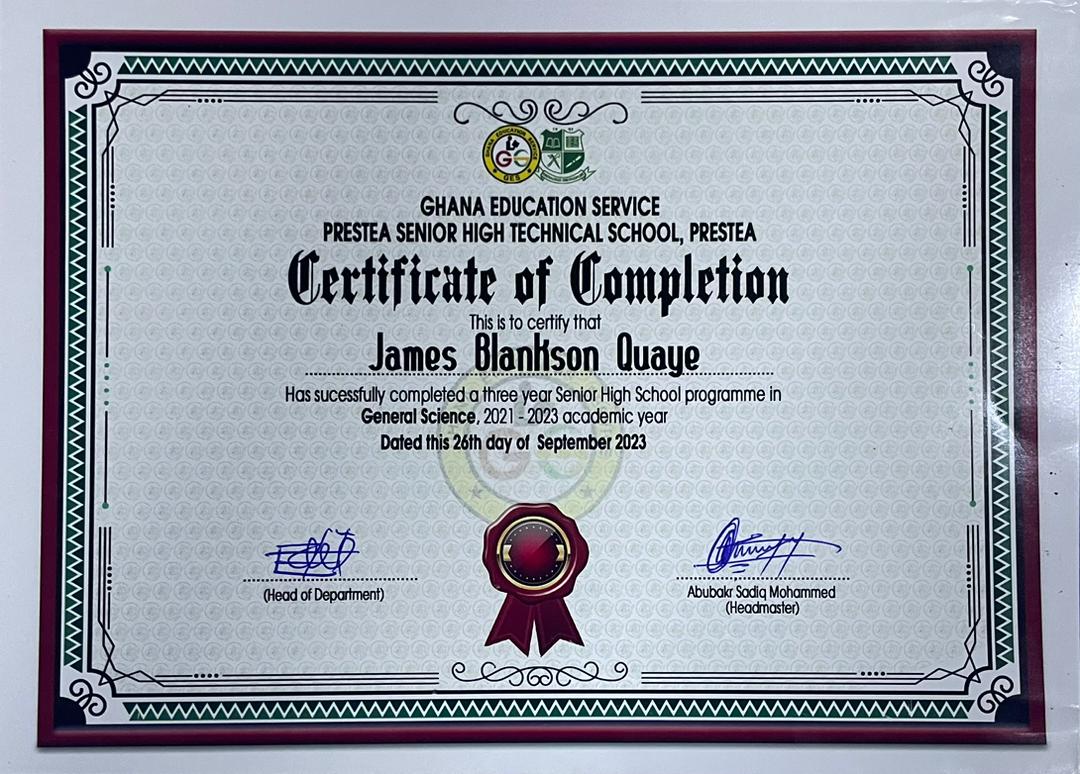 GHANA EDUCATION SERVICE
GES
GHANA EDUCATION SERVICE
PRESTEA SENIOR HIGH TECHNICAL SCHOOL, PRESTEA
Certificate of Completion
This is to certify that
James Blankson Quaye
Has sucessfully completed a three year Senior High School programme in
General Science, 2021 - 2023 academic year
Dated this 26th day of September 2023
(Head of Department)
Abubakr Sadiq Mohammed
(Headmaster)